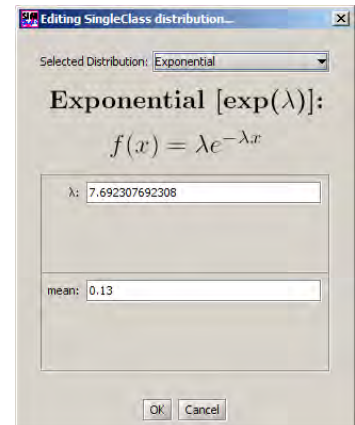 Editing SingleClass distribution...
Selected Distribution: Exponential
Exponential [exp(λ)]:
f(x) = λe^{-λx}
λ: 7.692307692308
mean: 0.13
OK Cancel